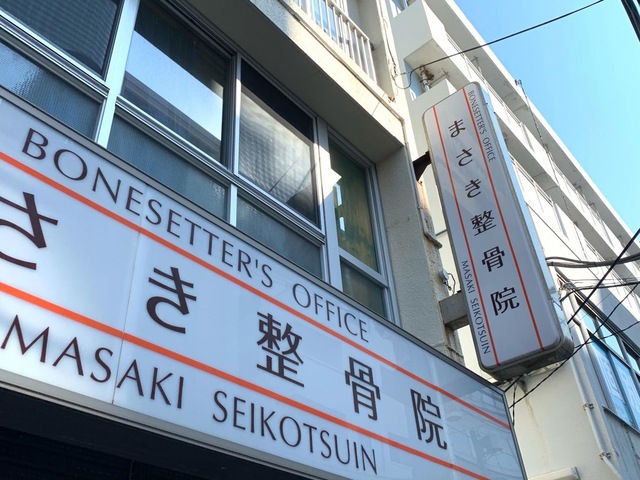 BONESETTER'S OFFICE
さき整骨院
MASAKI SEIKOTSUIN
BONESETTER'S OFFICE
まさき整骨院
MASAKI SEIKOTSUIN